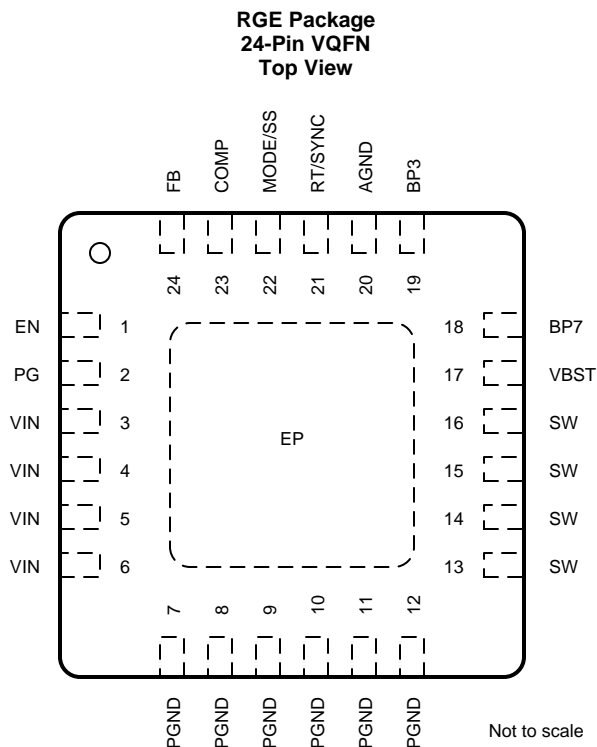 RGE Package
24-Pin VQFN
Top View
FB
COMP
MODE/SS
RT/SYNC
AGND
BP3
24
23
22
21
20
19
EN 1
18 BP7
PG 2
17 VBST
VIN 3
16 SW
VIN 4
EP
15 SW
VIN 5
14 SW
VIN 6
13 SW
7
8
9
10
11
12
PGND
PGND
PGND
PGND
PGND
PGND
Not to scale